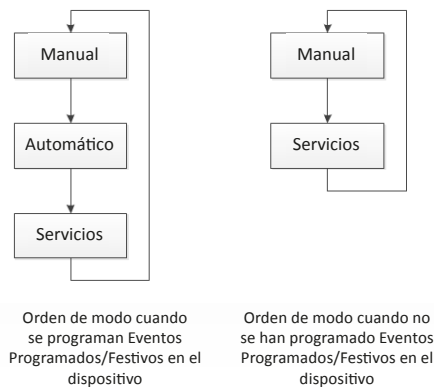 Manual
Automático
Servicios
Orden de modo cuando
se programan Eventos
Programados/Festivos en el
dispositivo
Manual
Servicios
Orden de modo cuando no
se han programado Eventos
Programados/Festivos en el
dispositivo